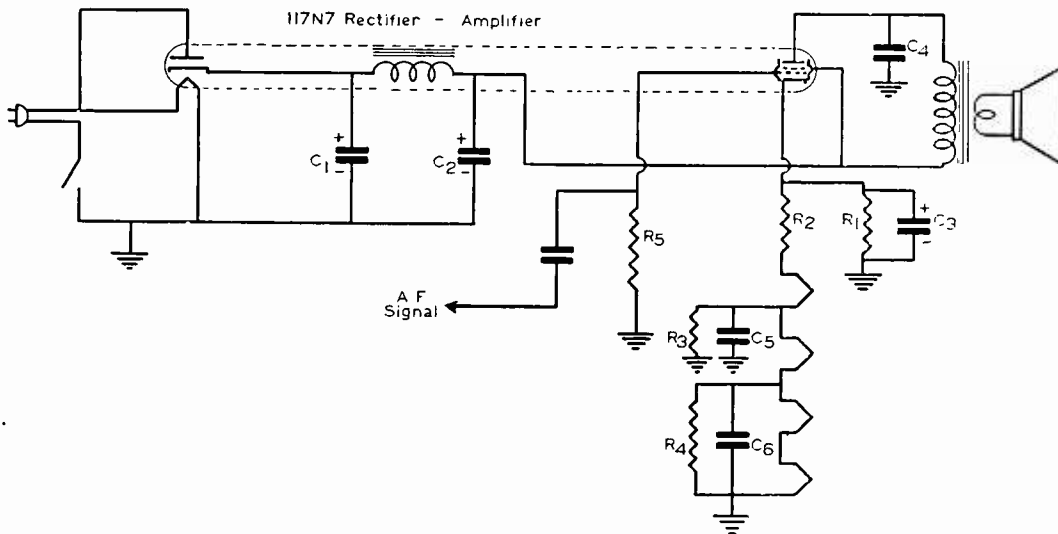 117N7 Rectifier - Amplifier
C4
+
C1
-
+
C2
-
R5
R2
R1
+
C3
-
A F
Signal
R3
C5
R4
C6